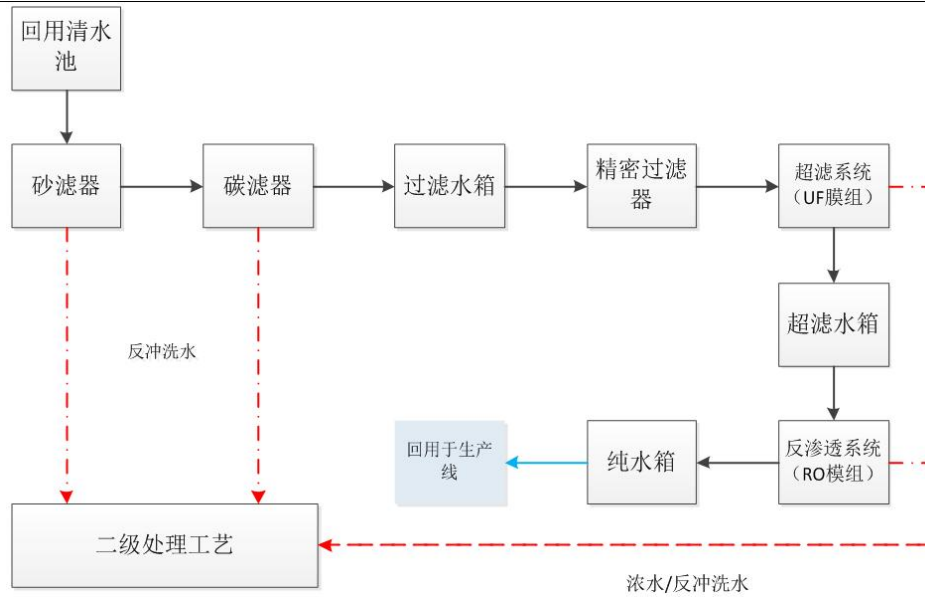 回用清水
池
砂滤器
碳滤器
过滤水箱
精密过滤
器
超滤系统
（UF膜组）
超滤水箱
反冲洗水
回用于生产
线
纯水箱
反渗透系统
（RO模组）
二级处理工艺
浓水/反冲洗水